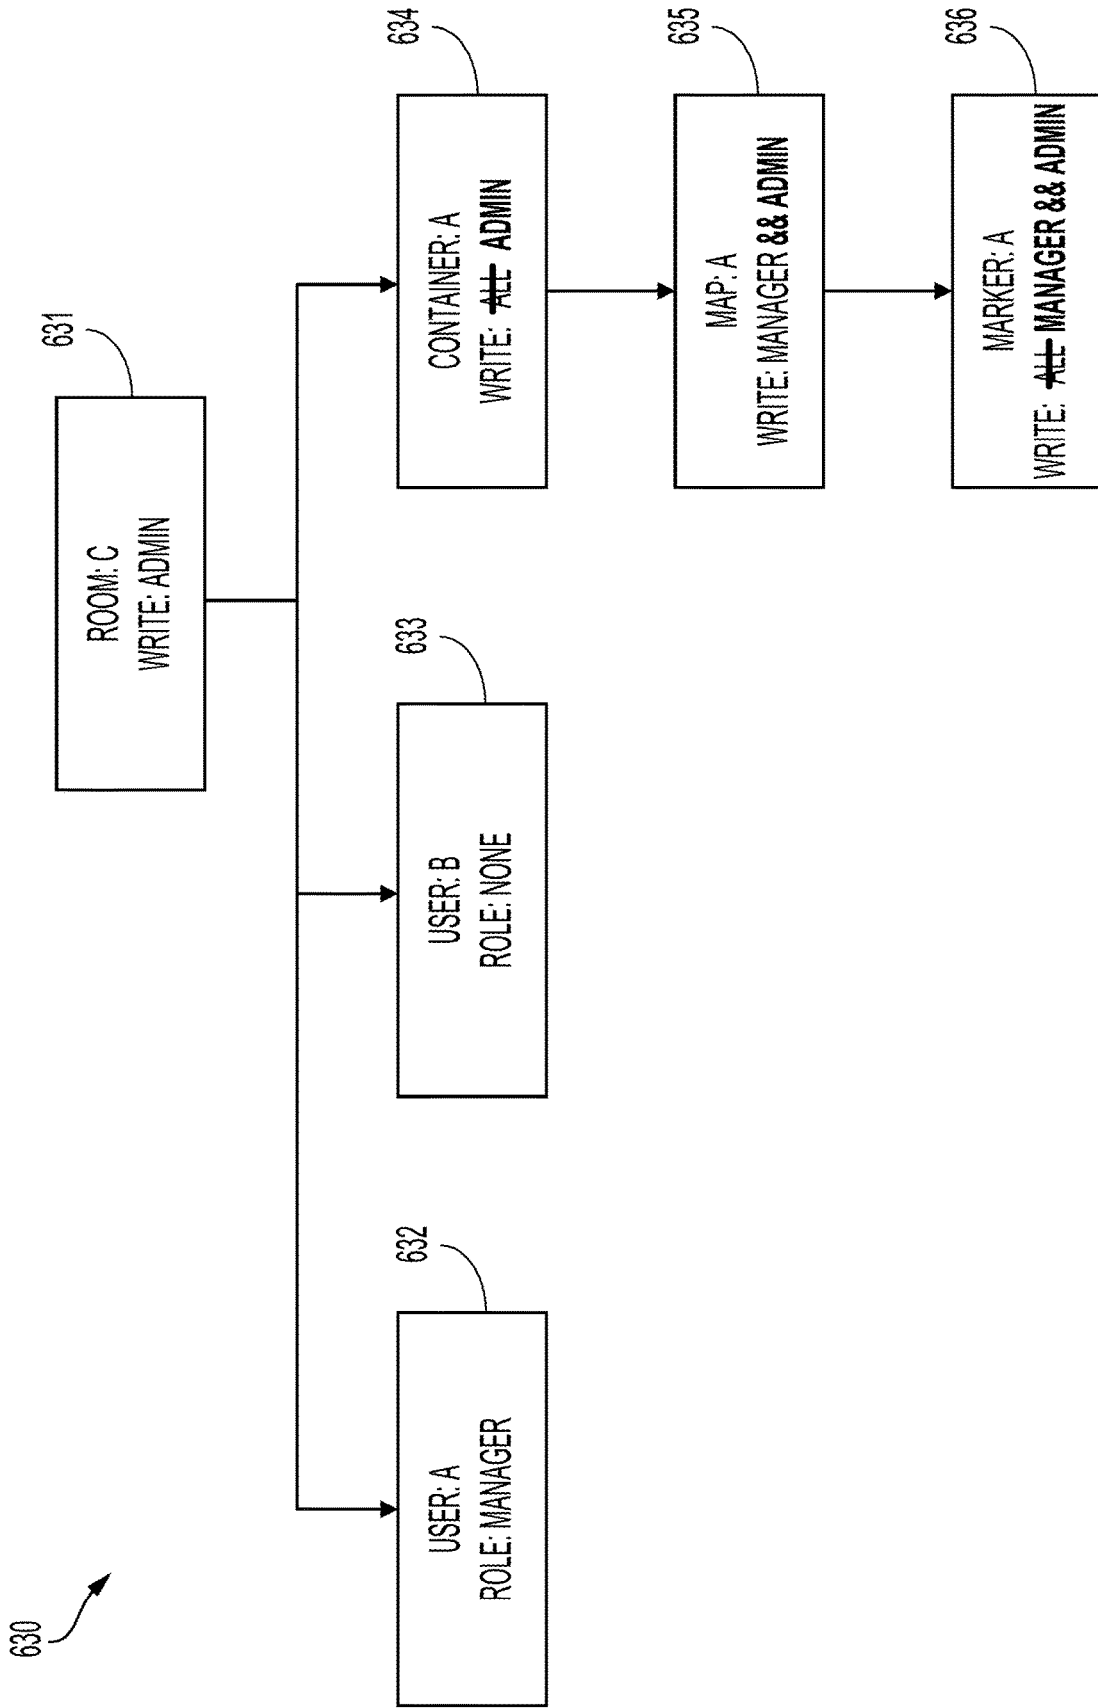 630
631
ROOM: C
WRITE: ADMIN
632
USER: A
ROLE: MANAGER
633
USER: B
ROLE: NONE
634
CONTAINER: A
WRITE: ALL ADMIN
635
MAP: A
WRITE: MANAGER && ADMIN
636
MARKER: A
WRITE: ALL MANAGER && ADMIN